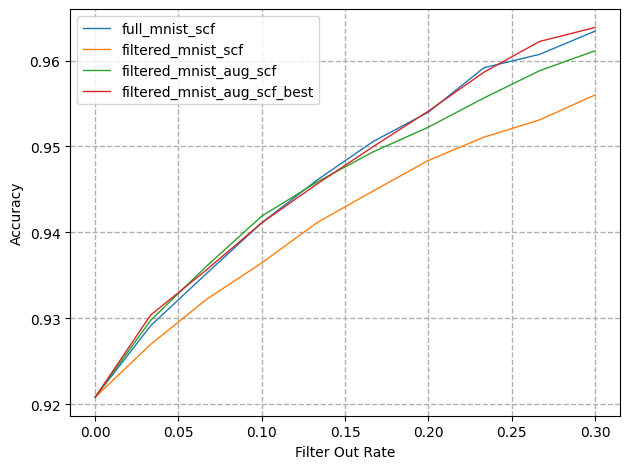 full_mnist_scf
filtered_mnist_scf
filtered_mnist_aug_scf
filtered_mnist_aug_scf_best
0.96
0.95
0.94
0.93
0.92
Accuracy
0.00 0.05 0.10 0.15 0.20 0.25 0.30
Filter Out Rate